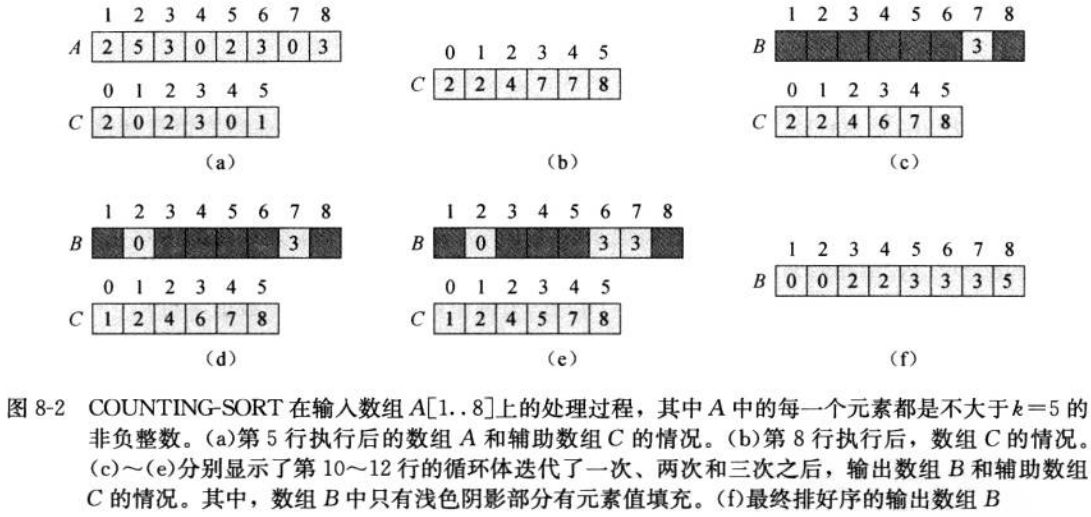 1 2 3 4 5 6 7 8
A 2 5 3 0 2 3 0 3
0 1 2 3 4 5
C 2 0 2 3 0 1
(a)
0 1 2 3 4 5
C 2 2 4 7 7 8
(b)
1 2 3 4 5 6 7 8
B 3
0 1 2 3 4 5
C 2 2 4 6 7 8
(c)
1 2 3 4 5 6 7 8
B 0 3
0 1 2 3 4 5
C 1 2 4 6 7 8
(d)
1 2 3 4 5 6 7 8
B 0 3 3
0 1 2 3 4 5
C 1 2 4 5 7 8
(e)
1 2 3 4 5 6 7 8
B 0 0 2 2 3 3 3 5
(f)
图 8-2 COUNTING-SORT 在输入数组 A[1..8]上的处理过程，其中 A 中的每一个元素都是不大于 k=5 的
非负整数。(a)第 5 行执行后的数组 A 和辅助数组 C 的情况。(b)第 8 行执行后，数组 C 的情况。
(c)～(e)分别显示了第 10～12 行的循环体迭代了一次、两次和三次之后，输出数组 B 和辅助数组
C 的情况。其中，数组 B 中只有浅色阴影部分有元素值填充。(f)最终排好序的输出数组 B